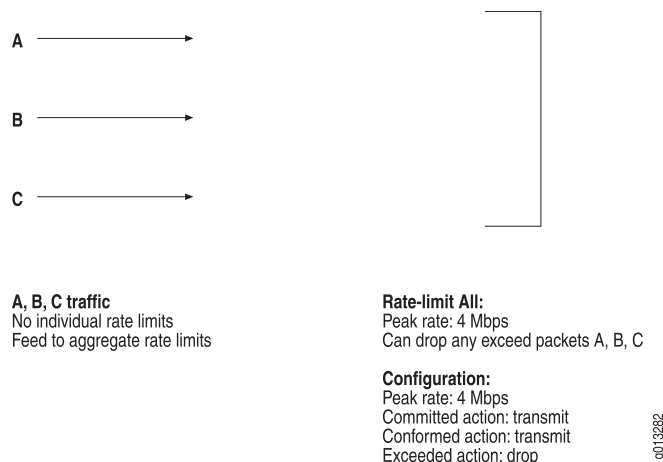 A
B
C
A, B, C traffic
No individual rate limits
Feed to aggregate rate limits
Rate-limit All:
Peak rate: 4 Mbps
Can drop any exceed packets A, B, C
Configuration:
Peak rate: 4 Mbps
Committed action: transmit
Conformed action: transmit
Exceeded action: drop
g013282